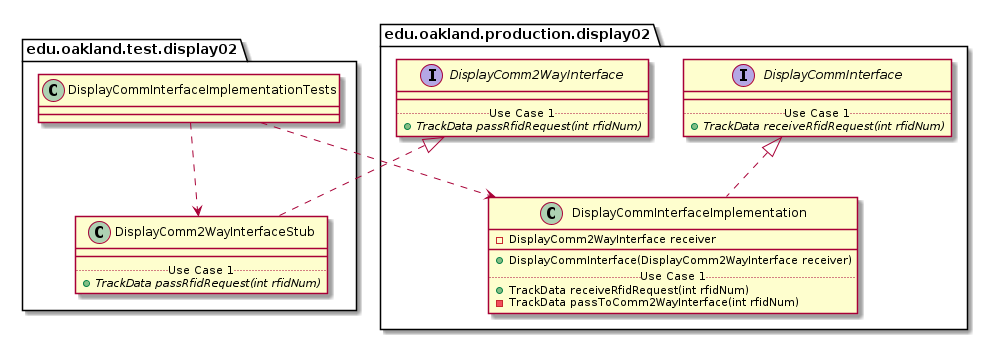 edu.oakland.test.display02
C DisplayCommInterfaceImplementationTests
C DisplayComm2WayInterfaceStub
Use Case 1
TrackData passRfidRequest(int rfidNum)
edu.oakland.production.display02
I DisplayComm2WayInterface
Use Case 1
TrackData passRfidRequest(int rfidNum)
I DisplayCommInterface
Use Case 1
TrackData receiveRfidRequest(int rfidNum)
C DisplayCommInterfaceImplementation
DisplayComm2WayInterface receiver
DisplayCommInterface(DisplayComm2WayInterface receiver)
Use Case 1
TrackData receiveRfidRequest(int rfidNum)
TrackData passToComm2WayInterface(int rfidNum)